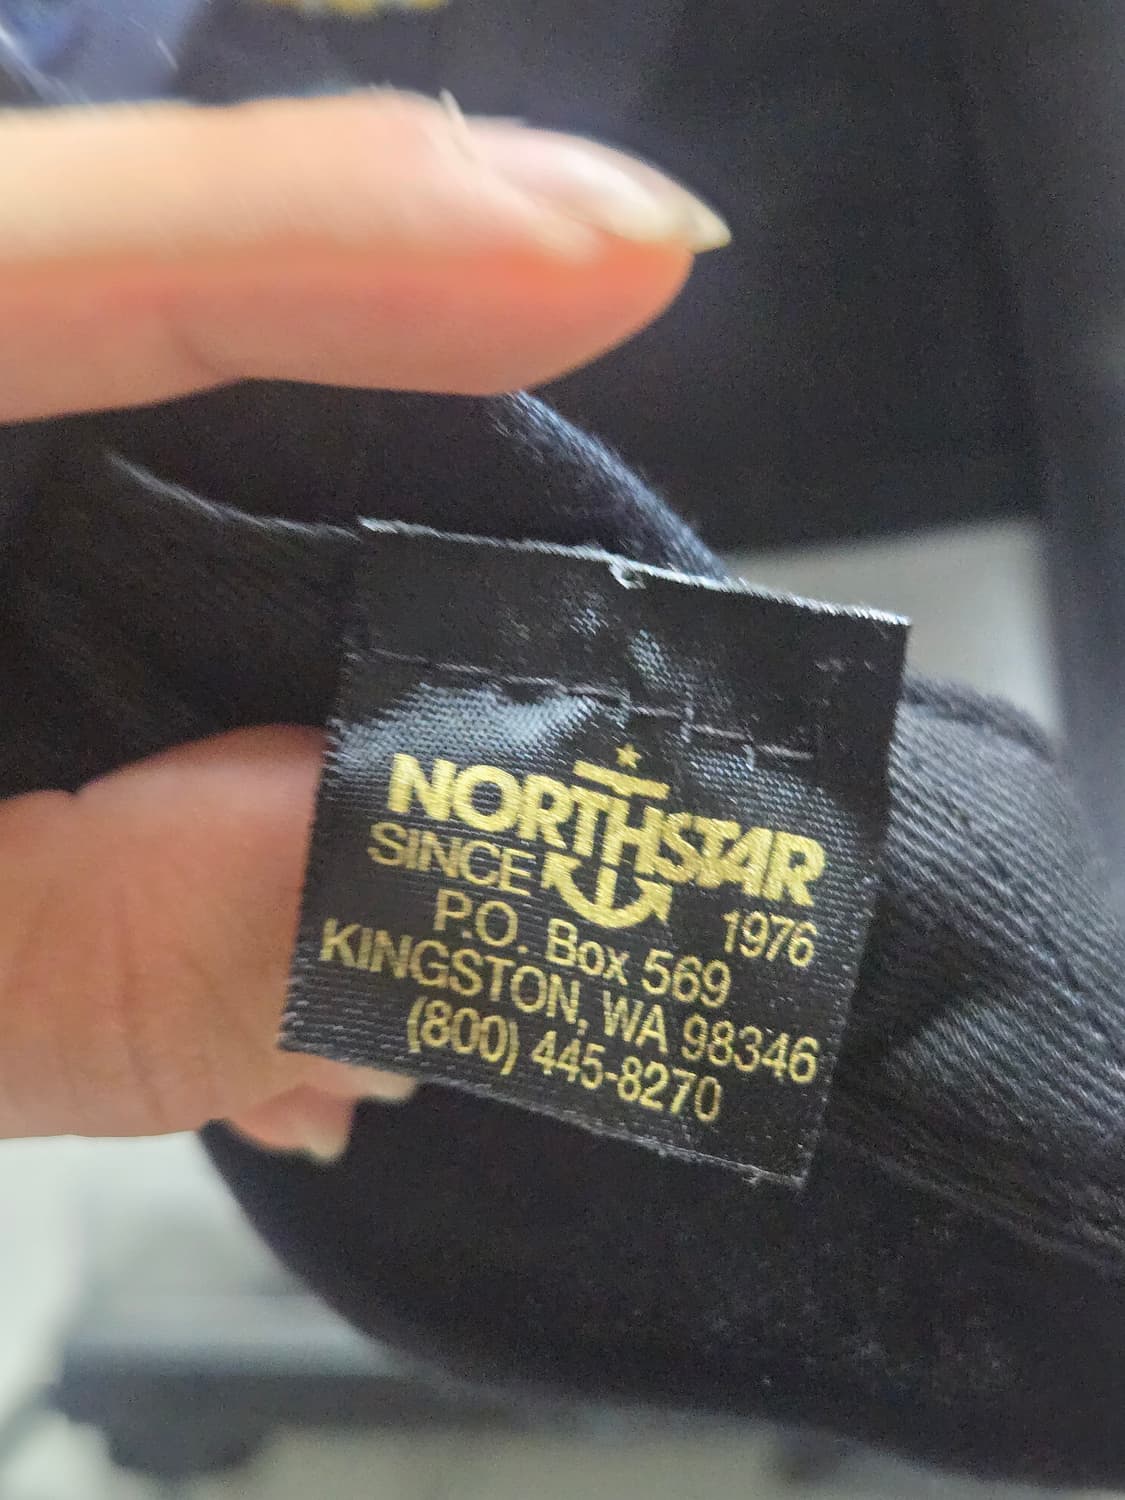 NORTHSTAR
SINCE 1976
P.O. Box 569
KINGSTON, WA 98346
(800) 445-8270